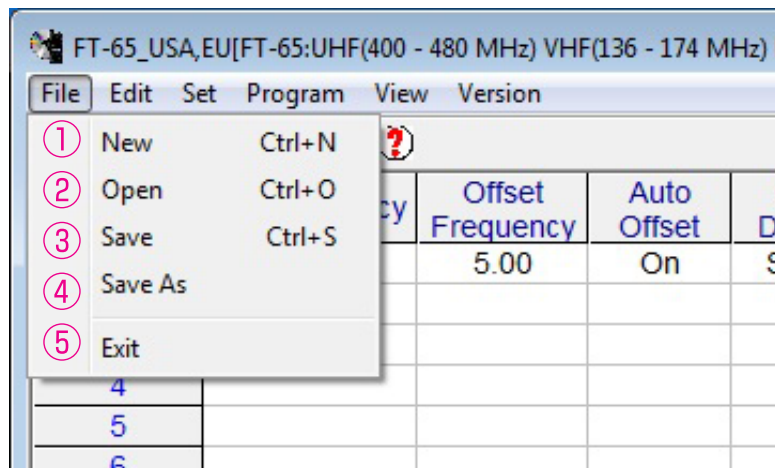 FT-65_USA,EU[FT-65:UHF(400 - 480 MHz) VHF(136 - 174 MHz)
File Edit Set Program View Version
① New Ctrl+N
② Open Ctrl+O
③ Save Ctrl+S
④ Save As
⑤ Exit
?
cy Offset Frequency Auto Offset D
5.00 On S
4
5
6